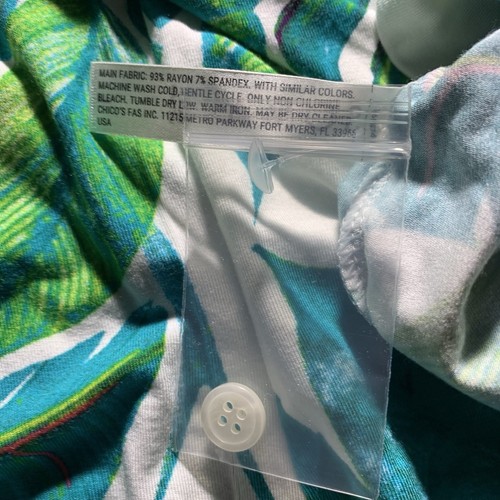 MAIN FABRIC: 93% RAYON 7% SPANDEX. WITH SIMILAR COLORS.
MACHINE WASH COLD, GENTLE CYCLE. ONLY NON CHLORINE
BLEACH. TUMBLE DRY LOW. WARM IRON. MAY BE DRY CLEANED
CHICO'S FAS INC. 11215 METRO PARKWAY FORT MYERS, FL 33966
USA